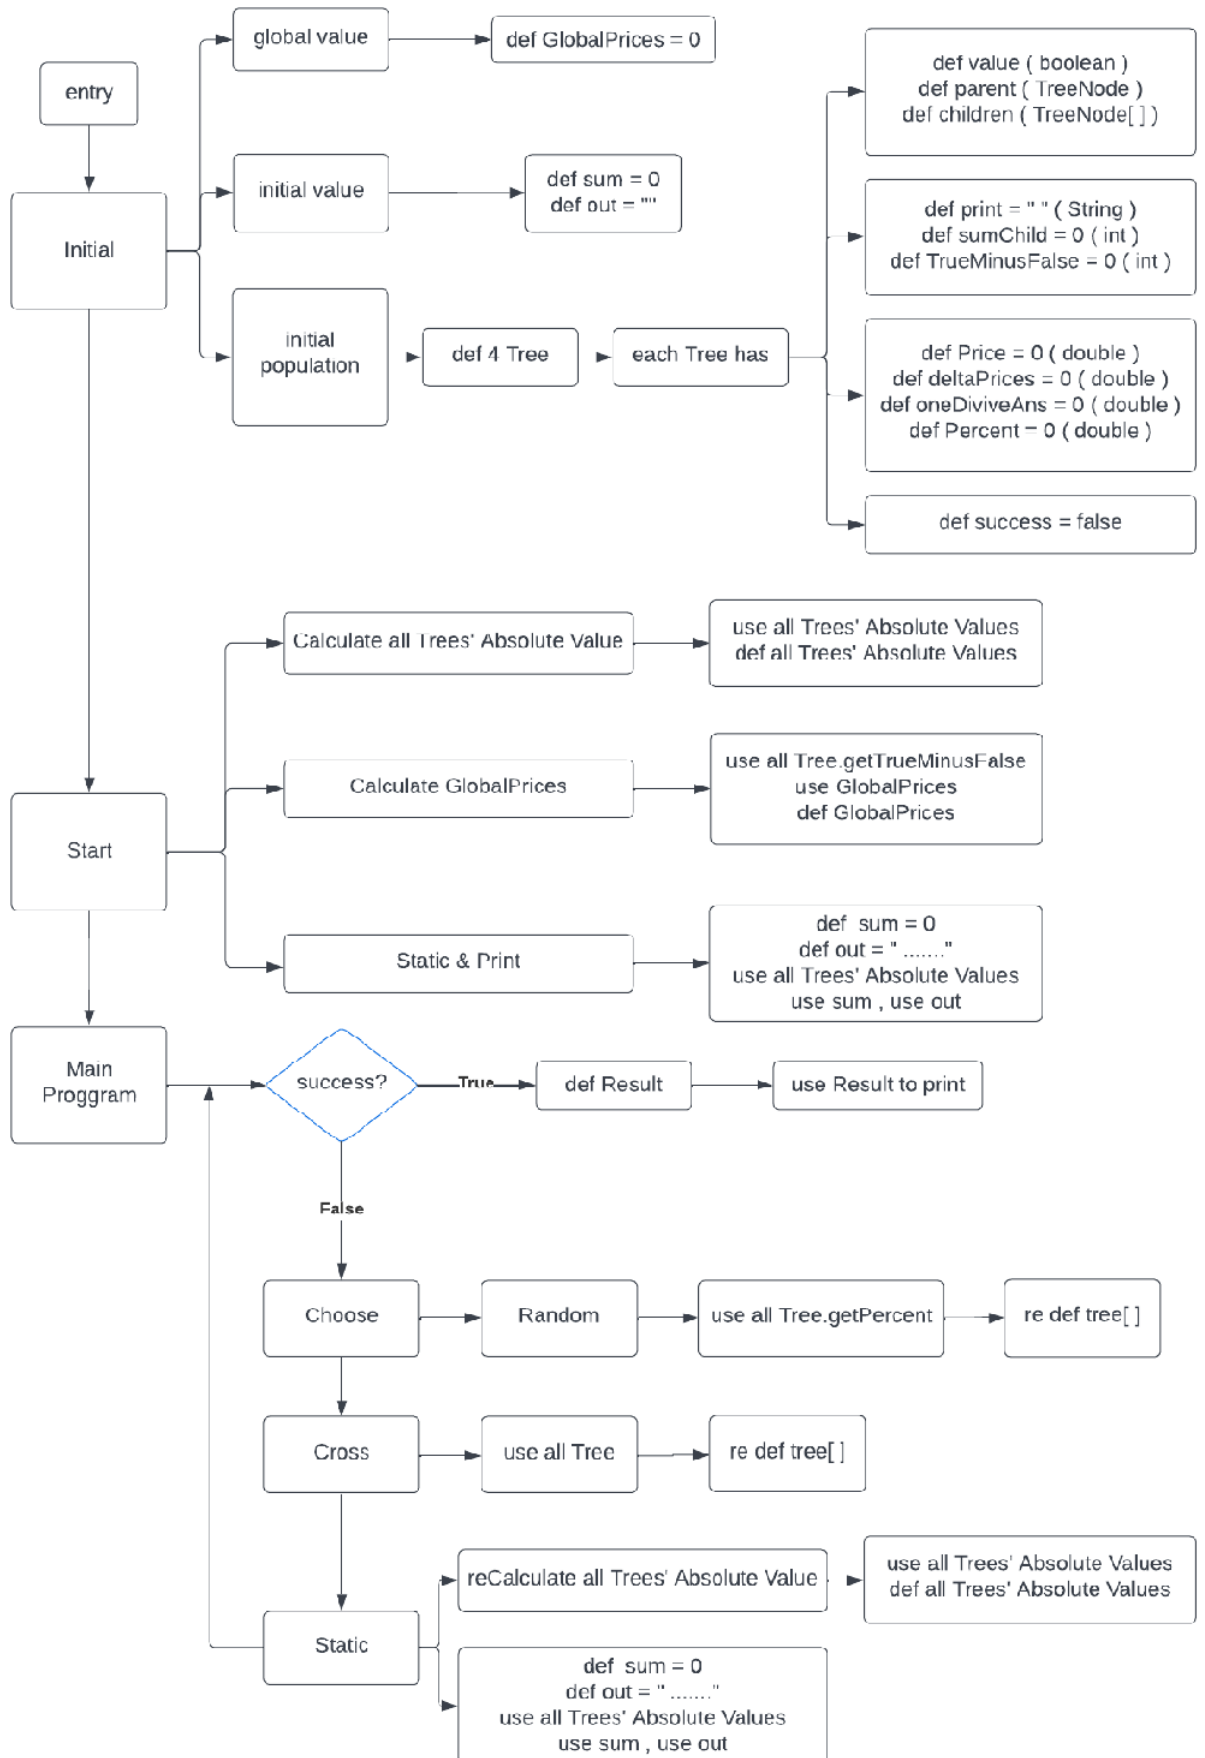 global value
def GlobalPrices = 0
entry
def value ( boolean )
def parent ( TreeNode )
def children ( TreeNode[ ] )
initial value
def sum = 0
def out = ""
Initial
def print = " " ( String )
def sumChild = 0 ( int )
def TrueMinusFalse = 0 ( int )
initial
population
def 4 Tree
each Tree has
def Price = 0 ( double )
def deltaPrices = 0 ( double )
def oneDiviveAns = 0 ( double )
def Percent = 0 ( double )
def success = false
Calculate all Trees' Absolute Value
use all Trees' Absolute Values
def all Trees' Absolute Values
Calculate GlobalPrices
use all Tree.getTrueMinusFalse
use GlobalPrices
def GlobalPrices
Start
Static & Print
def sum = 0
def out = " ......."
use all Trees' Absolute Values
use sum , use out
Main
Proggram
success?
True
def Result
use Result to print
False
Choose
Random
use all Tree.getPercent
re def tree[ ]
Cross
use all Tree
re def tree[ ]
reCalculate all Trees' Absolute Value
use all Trees' Absolute Values
def all Trees' Absolute Values
Static
def sum = 0
def out = " ......."
use all Trees' Absolute Values
use sum , use out